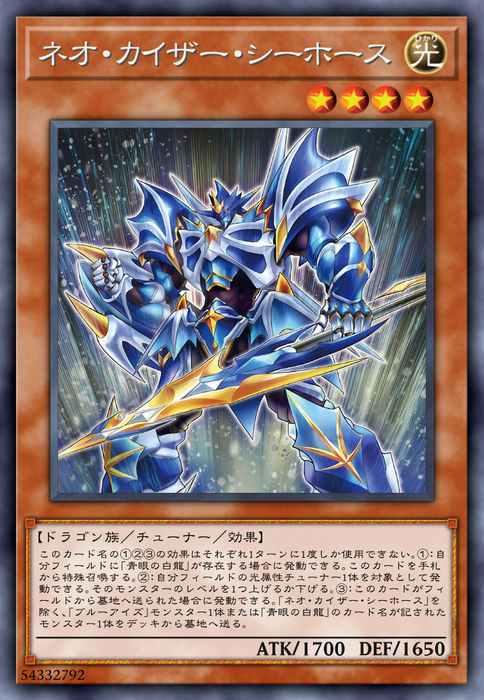 ネオ・カイザー・シーホース
ひかり
光
【ドラゴン族／チューナー／効果】
このカード名の①②③の効果はそれぞれ1ターンに1度しか使用できない。①：自
分フィールドに「青眼の白龍」が存在する場合に発動できる。このカードを手札
から特殊召喚する。②：自分フィールドの光属性チューナー1体を対象として発
動できる。そのモンスターのレベルを1つ上げるか下げる。③：このカードがフィ
ールドから墓地へ送られた場合に発動できる。「ネオ・カイザー・シーホース」を
除く、「ブルーアイズ」モンスター1体または「青眼の白龍」のカード名が記された
モンスター1体をデッキから墓地へ送る。
ATK/1700 DEF/1650
54332792